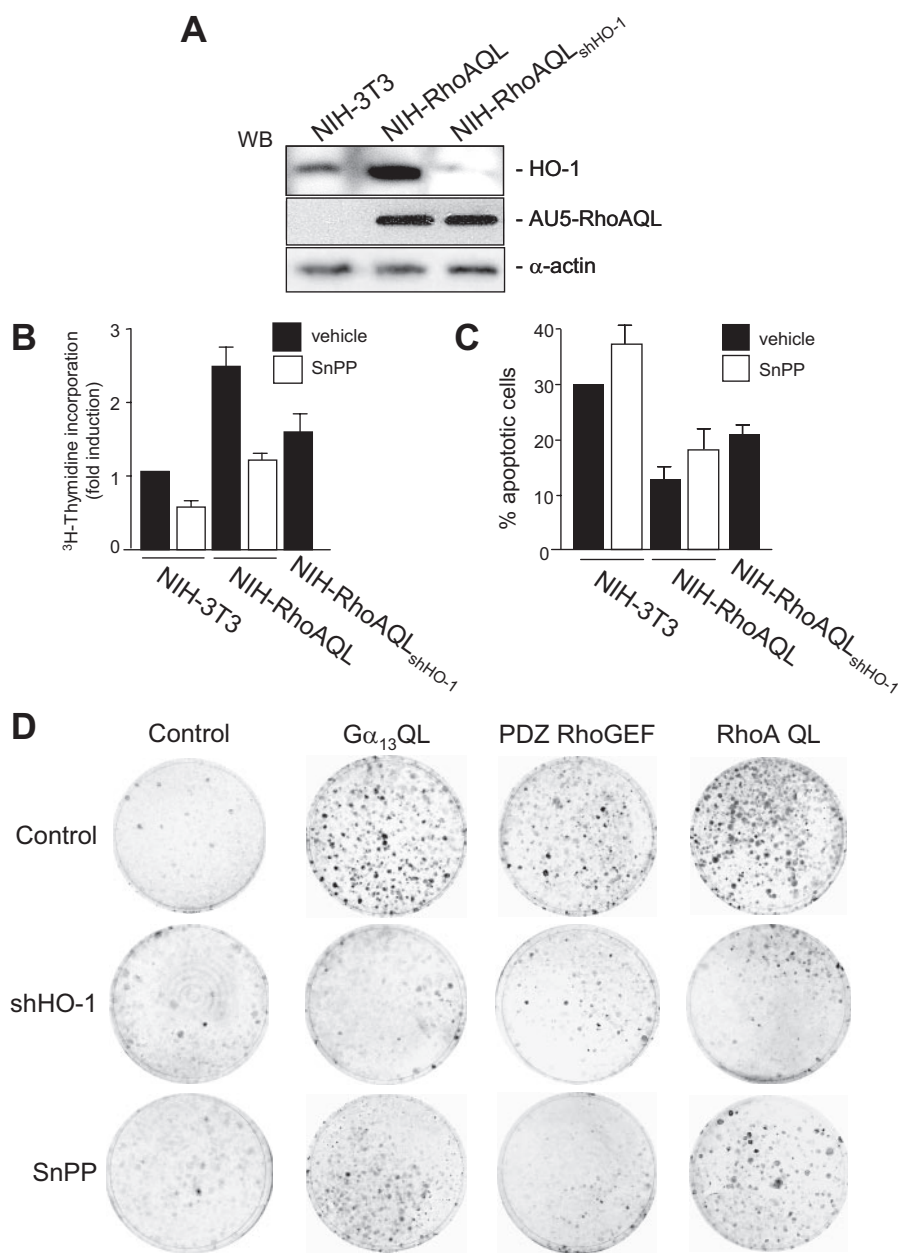 A
NIH-3T3
NIH-RhoAQL
NIH-RhoAQLshHO-1
WB
- HO-1
- AU5-RhoAQL
- α-actin
B
³H-Thymidine incorporation
(fold induction)
3
2
1
0
vehicle
SnPP
NIH-3T3
NIH-RhoAQL
NIH-RhoAQLshHO-1
C
% apoptotic cells
40
30
20
10
0
vehicle
SnPP
NIH-3T3
NIH-RhoAQL
NIH-RhoAQLshHO-1
D
Control
Gα₁₃QL
PDZ RhoGEF
RhoA QL
Control
shHO-1
SnPP